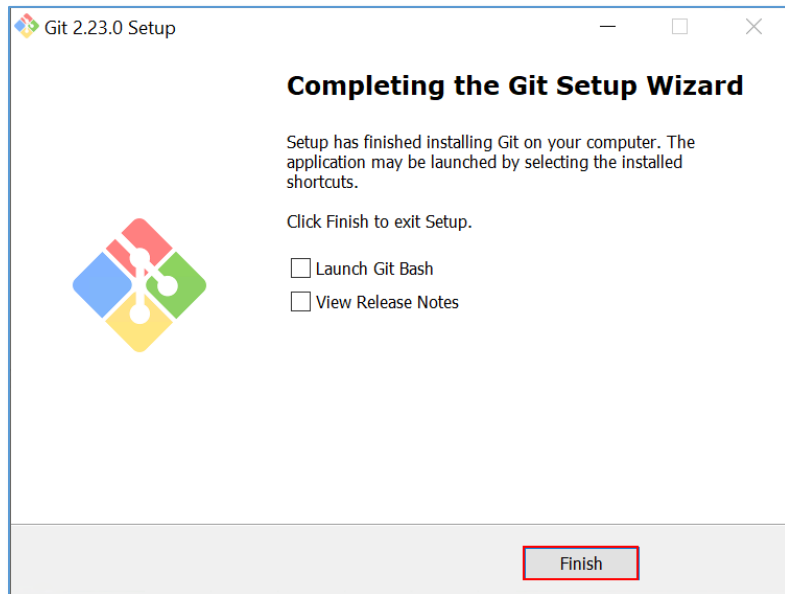 Git 2.23.0 Setup
Completing the Git Setup Wizard
Setup has finished installing Git on your computer. The
application may be launched by selecting the installed
shortcuts.
Click Finish to exit Setup.
Launch Git Bash
View Release Notes
Finish